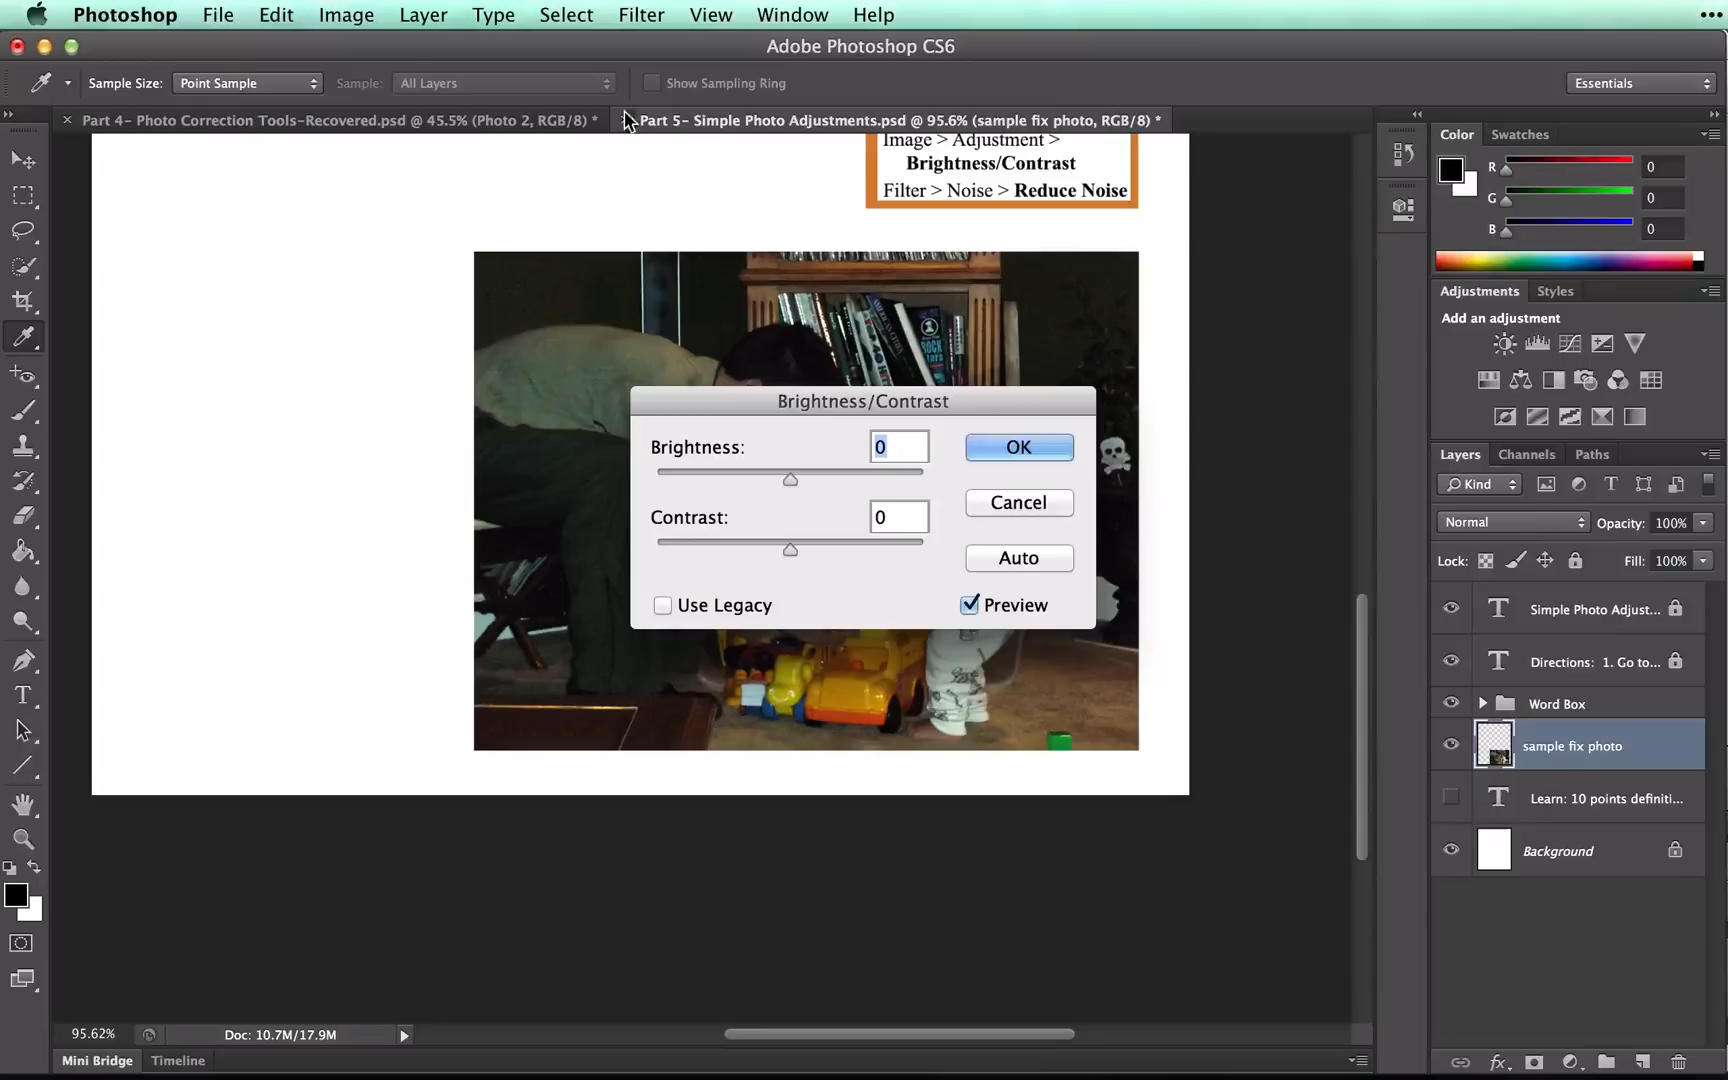 Photoshop File Edit Image Layer Type Select Filter View Window Help
Adobe Photoshop CS6
Sample Size: Point Sample Sample: All Layers Show Sampling Ring Essentials
Part 4- Photo Correction Tools-Recovered.psd @ 45.5% (Photo 2, RGB/8) *
Part 5- Simple Photo Adjustments.psd @ 95.6% (sample fix photo, RGB/8) *
Image > Adjustment >
Brightness/Contrast
Filter > Noise > Reduce Noise
Brightness/Contrast
Brightness: 0 OK
Cancel
Contrast: 0
Auto
Use Legacy Preview
Color Swatches
R 0
G 0
B 0
Adjustments Styles
Add an adjustment
Layers Channels Paths
Kind
Normal Opacity: 100%
Lock: Fill: 100%
T Simple Photo Adjust...
T Directions: 1. Go to...
Word Box
sample fix photo
T Learn: 10 points definiti...
Background
95.62% Doc: 10.7M/17.9M
Mini Bridge Timeline
fx